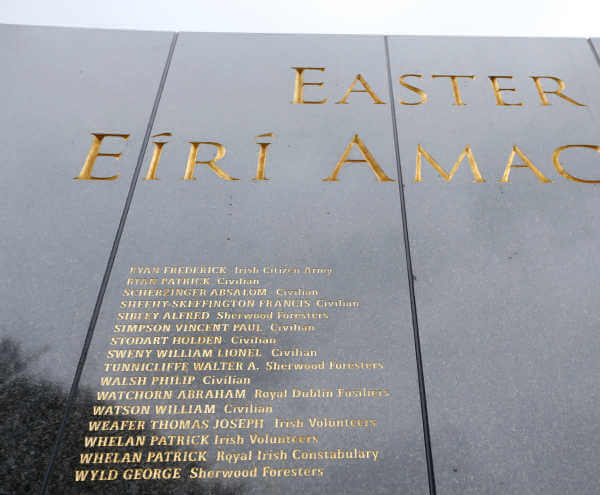 EASTER
EÍRÍ AMAC
RYAN FREDERICK Irish Citizen Army
RYAN PATRICK Civilian
SCHERZINGER ABSALOM Civilian
SHEEHY-SKEFFINGTON FRANCIS Civilian
SIBLEY ALFRED Sherwood Foresters
SIMPSON VINCENT PAUL Civilian
STODART HOLDEN Civilian
SWENY WILLIAM LIONEL Civilian
TUNNICLIFFE WALTER A. Sherwood Foresters
WALSH PHILIP Civilian
WATCHORN ABRAHAM Royal Dublin Fusiliers
WATSON WILLIAM Civilian
WEAFER THOMAS JOSEPH Irish Volunteers
WHELAN PATRICK Irish Volunteers
WHELAN PATRICK Royal Irish Constabulary
WYLD GEORGE Sherwood Foresters